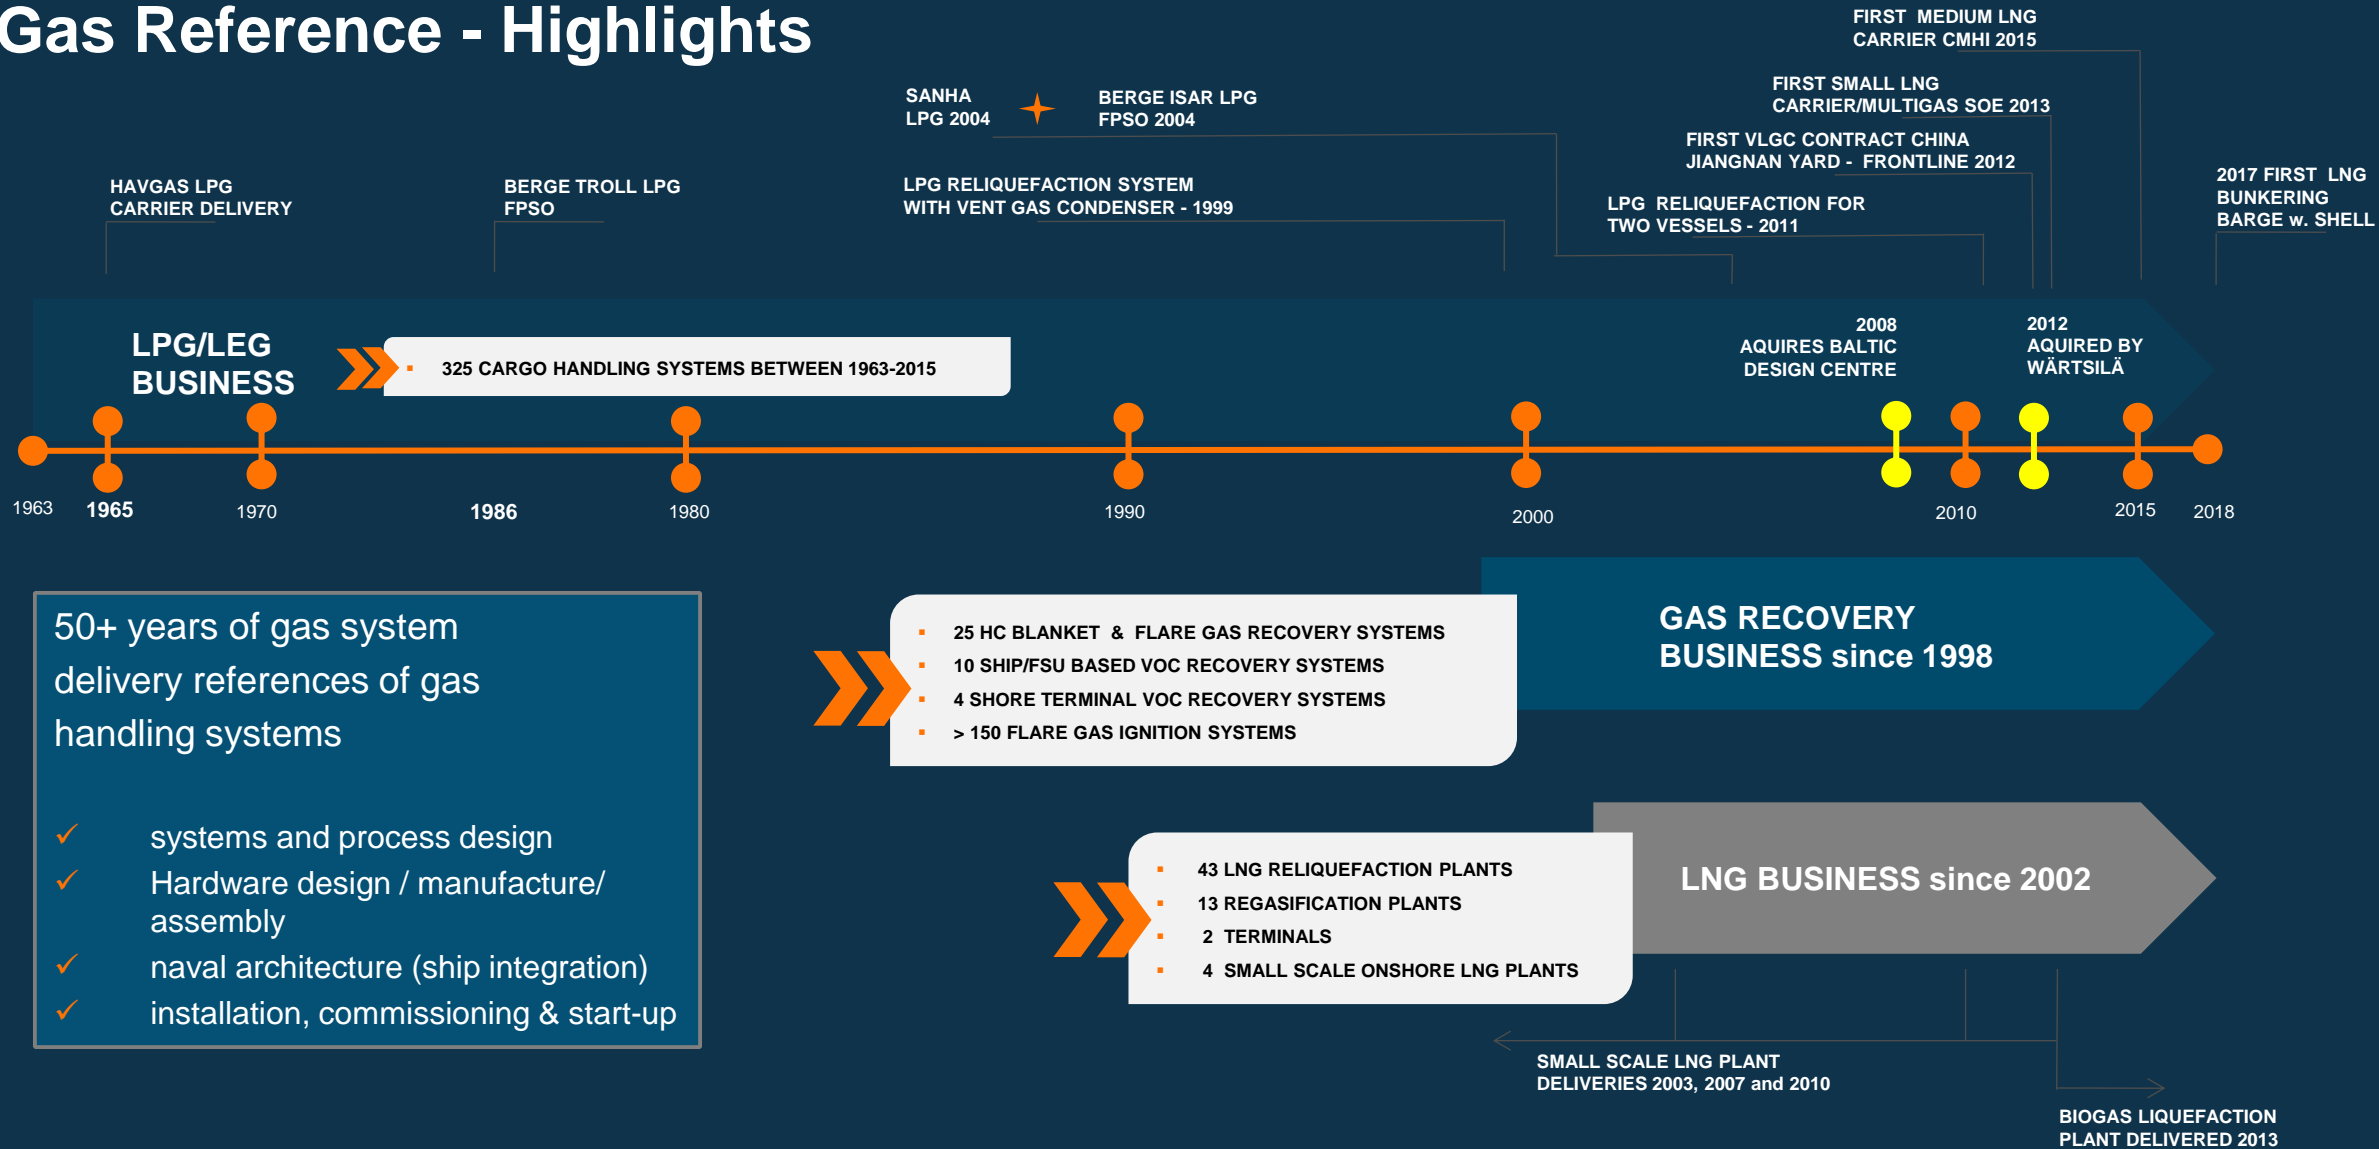 Gas Reference - Highlights
FIRST MEDIUM LNG
CARRIER CMHI 2015
SANHA
LPG 2004
BERGE ISAR LPG
FPSO 2004
FIRST SMALL LNG
CARRIER/MULTIGAS SOE 2013
FIRST VLGC CONTRACT CHINA
JIANGNAN YARD - FRONTLINE 2012
HAVGAS LPG
CARRIER DELIVERY
BERGE TROLL LPG
FPSO
LPG RELIQUEFACTION SYSTEM
WITH VENT GAS CONDENSER - 1999
LPG RELIQUEFACTION FOR
TWO VESSELS - 2011
2017 FIRST LNG
BUNKERING
BARGE w. SHELL
LPG/LEG
BUSINESS
325 CARGO HANDLING SYSTEMS BETWEEN 1963-2015
2008
AQUIRES BALTIC
DESIGN CENTRE
2012
AQUIRED BY
WÄRTSILÄ
1963
1965
1970
1986
1980
1990
2000
2010
2015
2018
50+ years of gas system
delivery references of gas
handling systems
✓ systems and process design
✓ Hardware design / manufacture/
assembly
✓ naval architecture (ship integration)
✓ installation, commissioning & start-up
▪ 25 HC BLANKET & FLARE GAS RECOVERY SYSTEMS
▪ 10 SHIP/FSU BASED VOC RECOVERY SYSTEMS
▪ 4 SHORE TERMINAL VOC RECOVERY SYSTEMS
▪ > 150 FLARE GAS IGNITION SYSTEMS
GAS RECOVERY
BUSINESS since 1998
▪ 43 LNG RELIQUEFACTION PLANTS
▪ 13 REGASIFICATION PLANTS
▪ 2 TERMINALS
▪ 4 SMALL SCALE ONSHORE LNG PLANTS
LNG BUSINESS since 2002
SMALL SCALE LNG PLANT
DELIVERIES 2003, 2007 and 2010
BIOGAS LIQUEFACTION
PLANT DELIVERED 2013